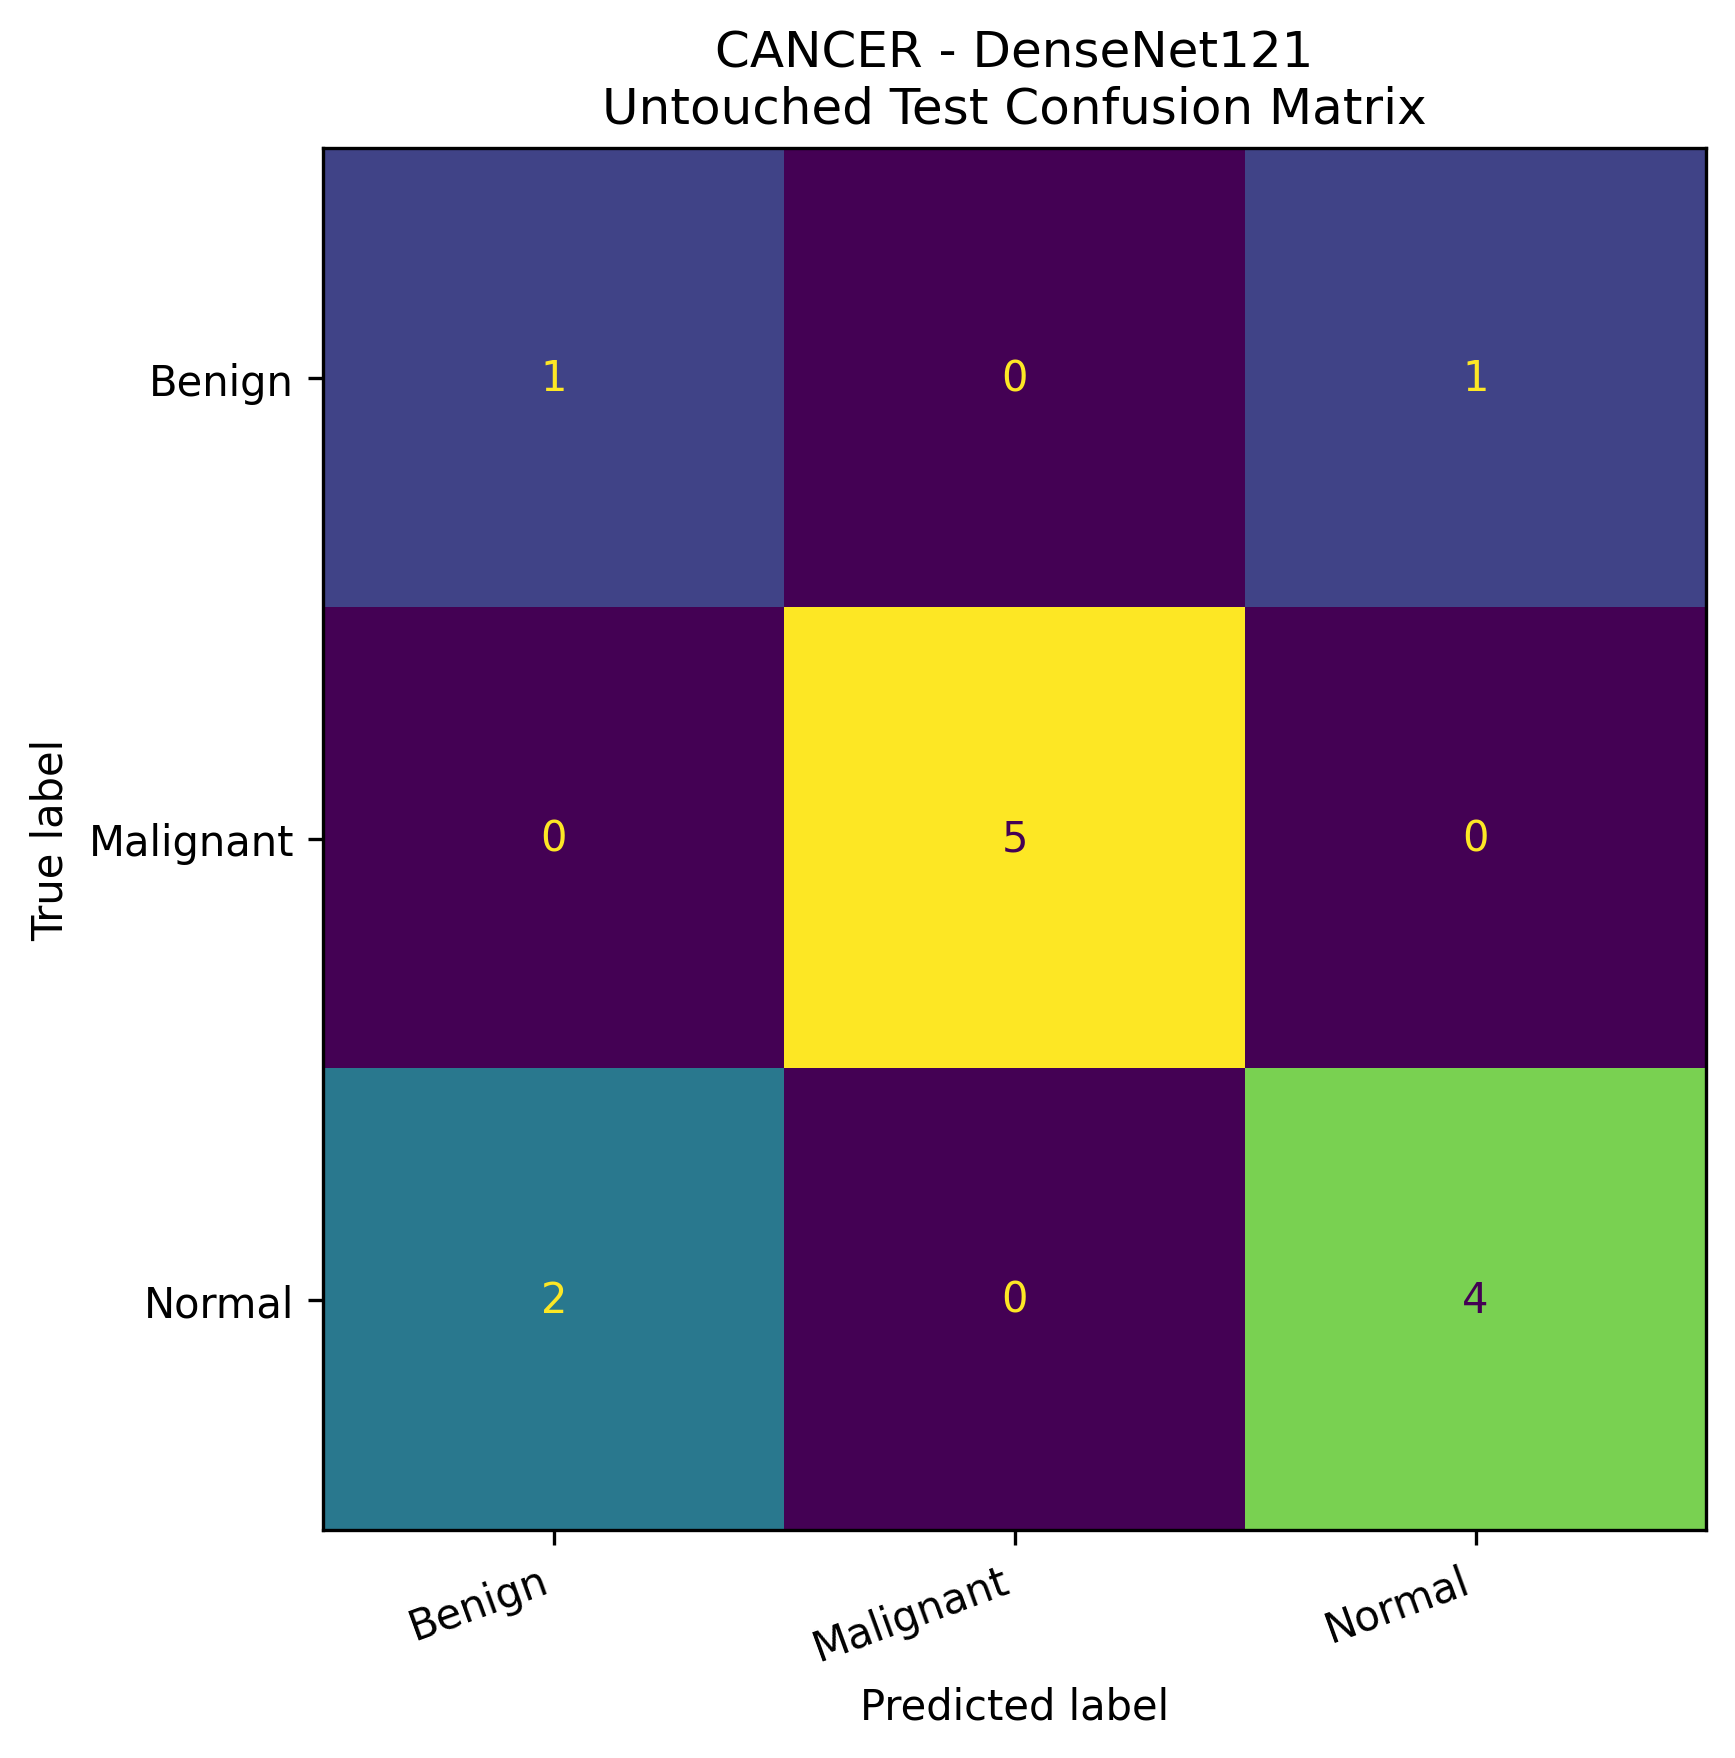 CANCER - DenseNet121
Untouched Test Confusion Matrix
True label
Benign
1 0 1
Malignant
0 5 0
Normal
2 0 4
Benign Malignant Normal
Predicted label